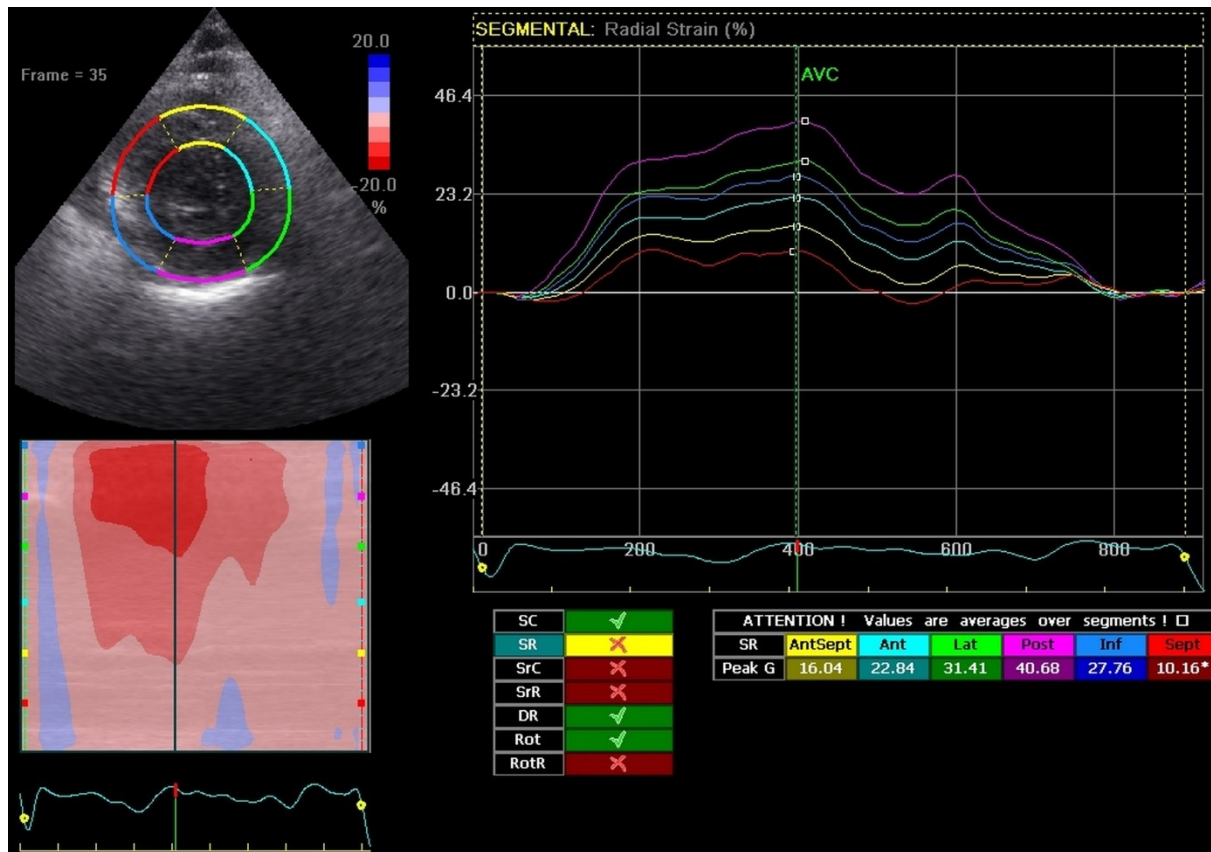 Frame = 35
20.0
-20.0
%
SEGMENTAL: Radial Strain (%)
AVC
46.4
23.2
0.0
-23.2
-46.4
0 200 400 600 800
SC
SR
SrC
SrR
DR
Rot
RotR
ATTENTION ! Values are averages over segments !
SR AntSept Ant Lat Post Inf Sept
Peak G 16.04 22.84 31.41 40.68 27.76 10.16*